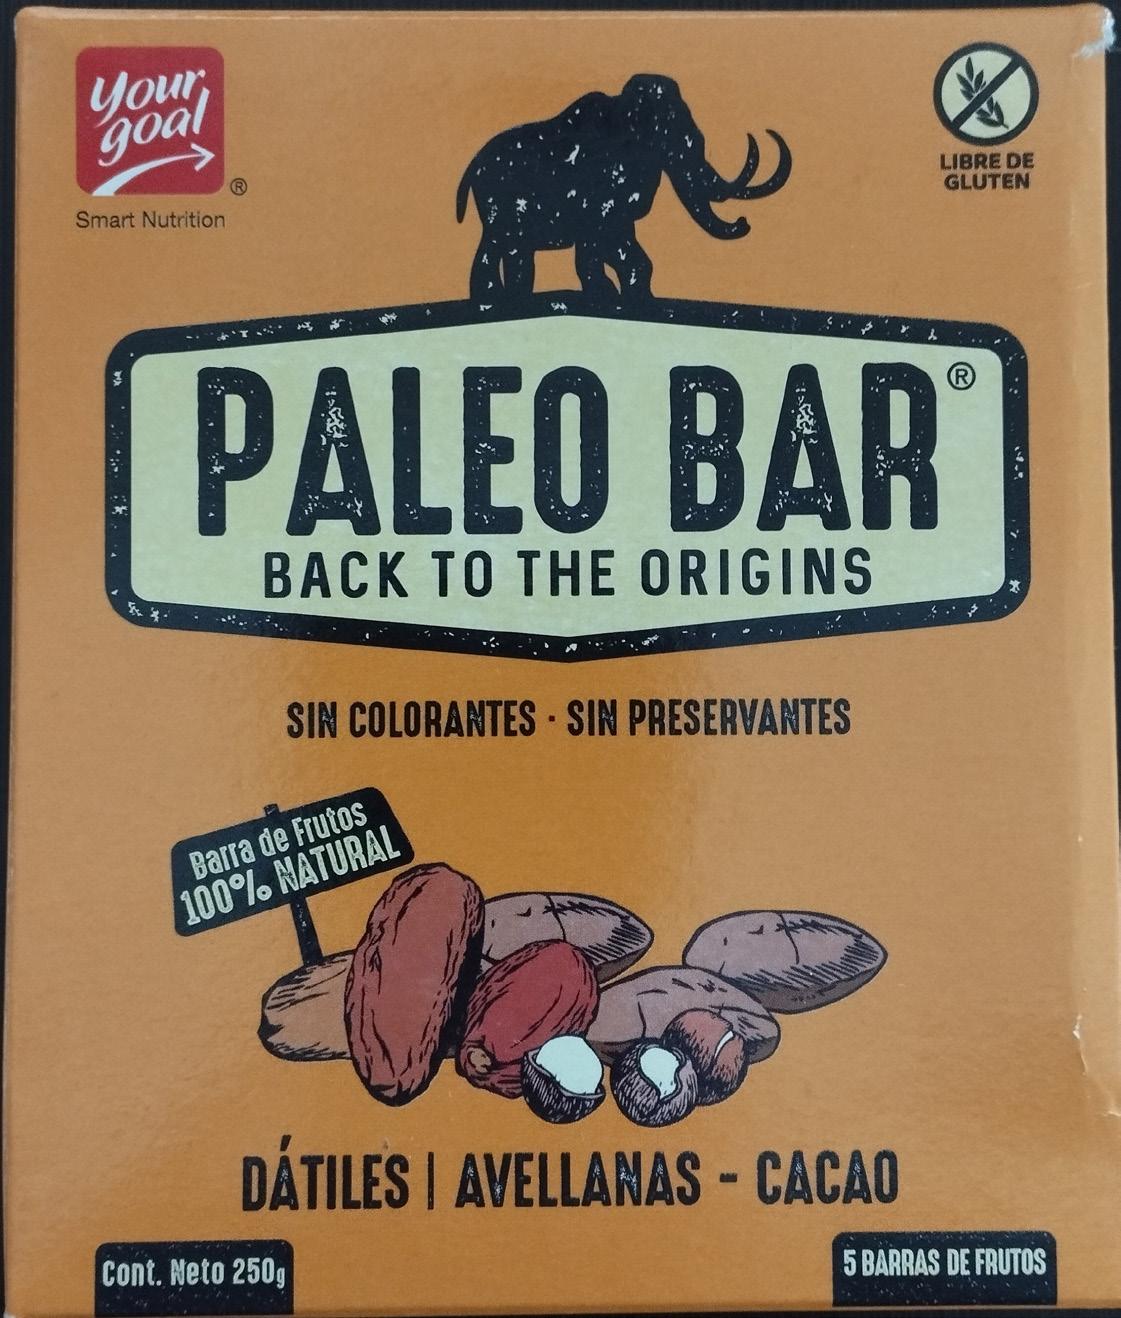 Your
goal
®
Smart Nutrition
LIBRE DE
GLUTEN
PALEO BAR®
BACK TO THE ORIGINS
SIN COLORANTES · SIN PRESERVANTES
Barra de Frutos
100% NATURAL
DÁTILES | AVELLANAS - CACAO
Cont. Neto 250g
5 BARRAS DE FRUTOS